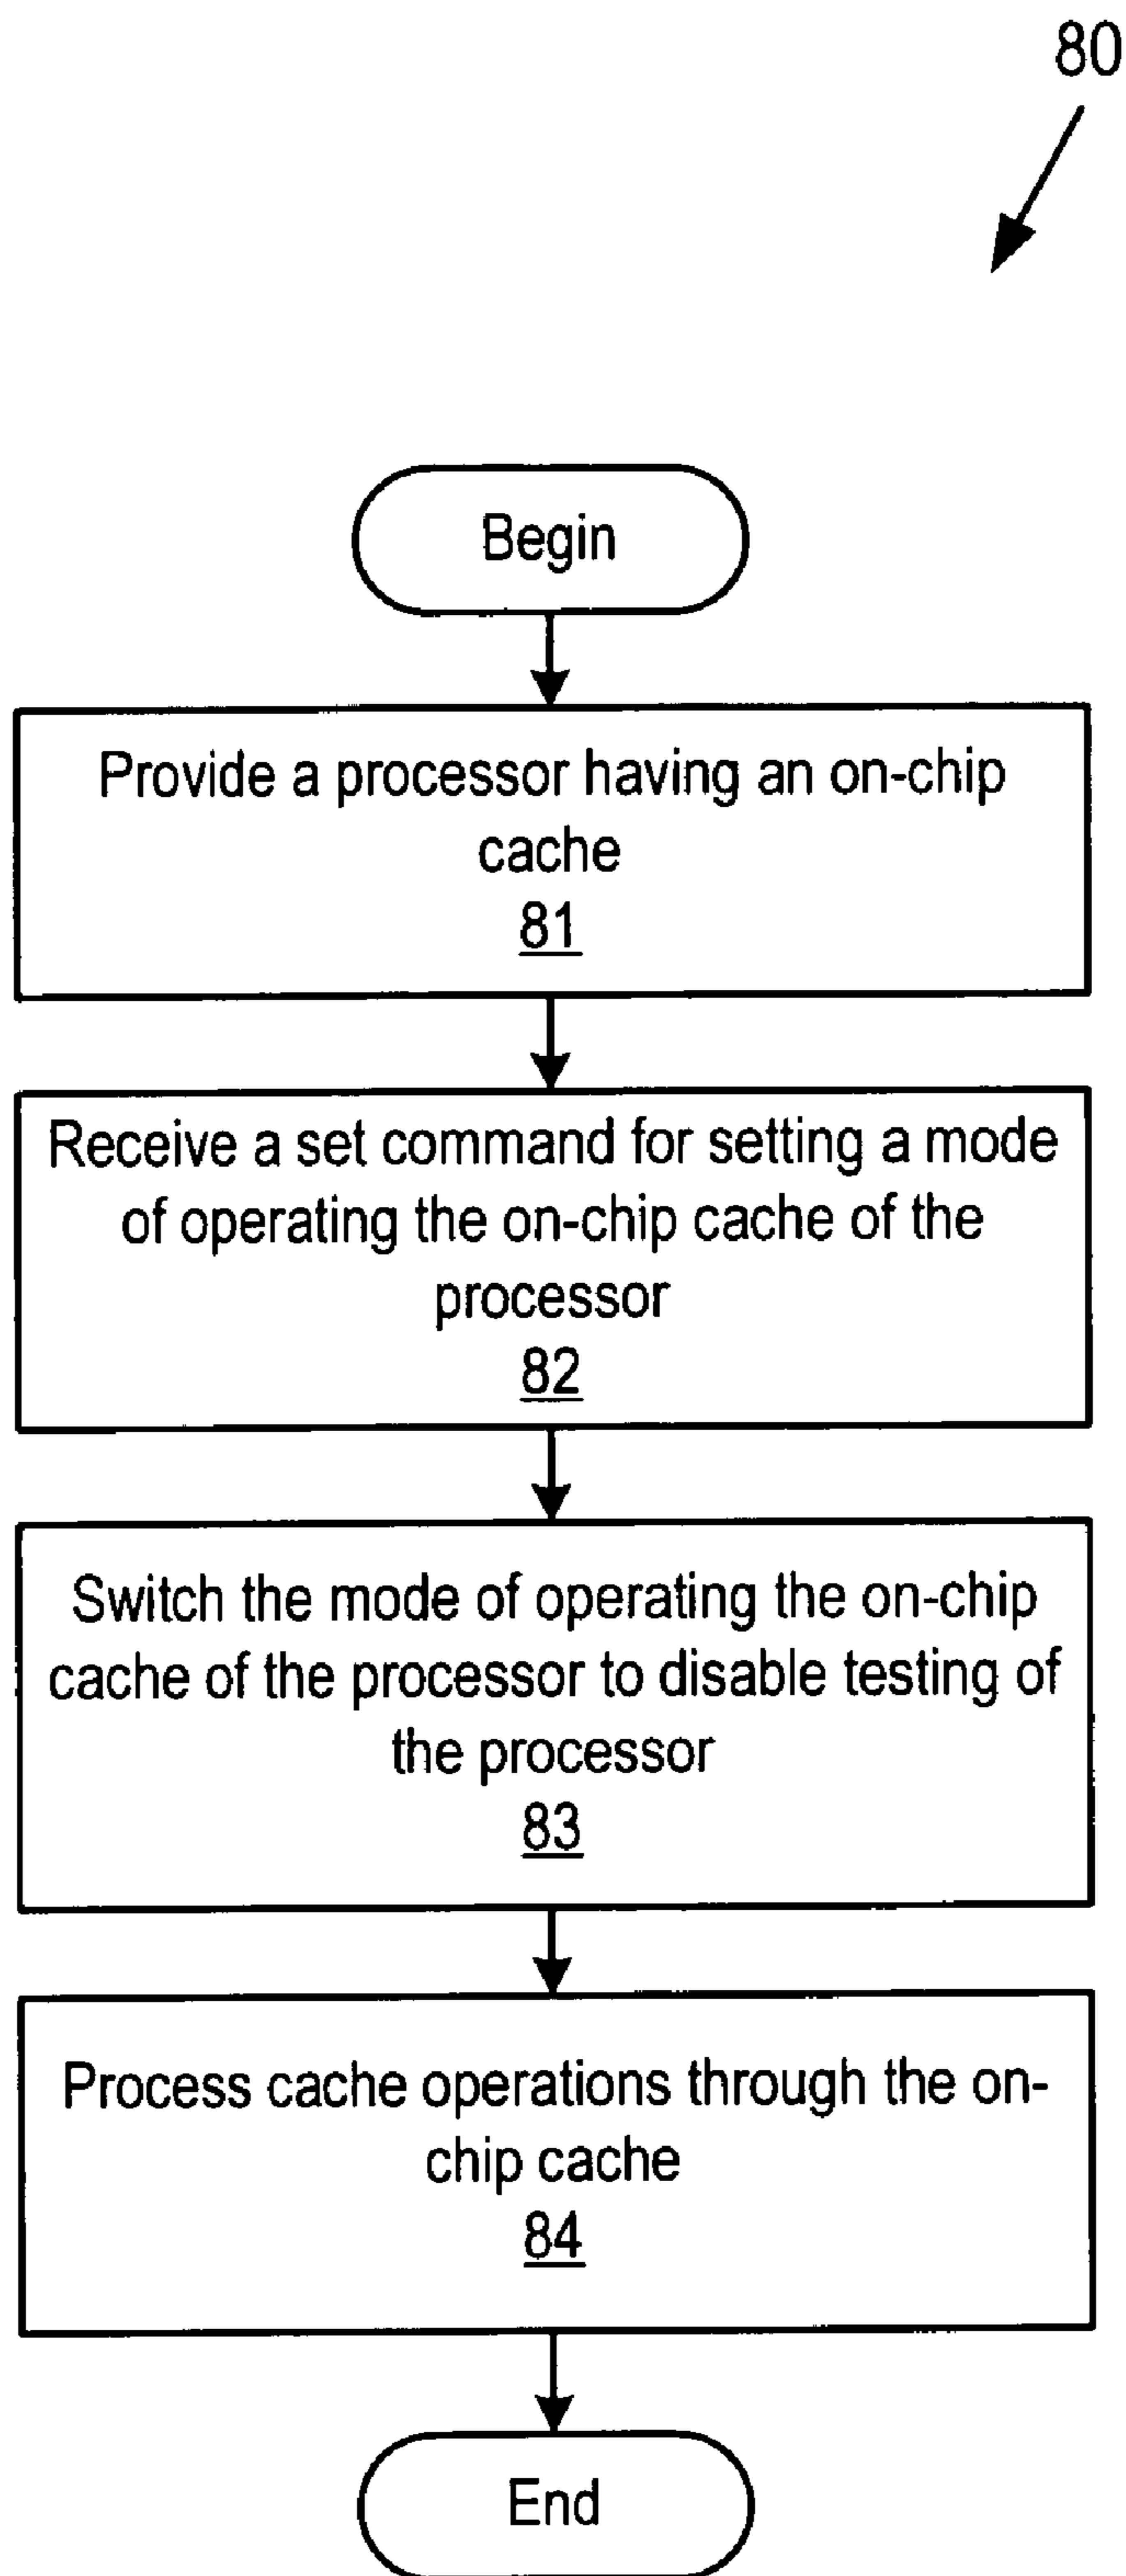 80
Begin
Provide a processor having an on-chip
cache
81
Receive a set command for setting a mode
of operating the on-chip cache of the
processor
82
Switch the mode of operating the on-chip
cache of the processor to disable testing of
the processor
83
Process cache operations through the on-
chip cache
84
End